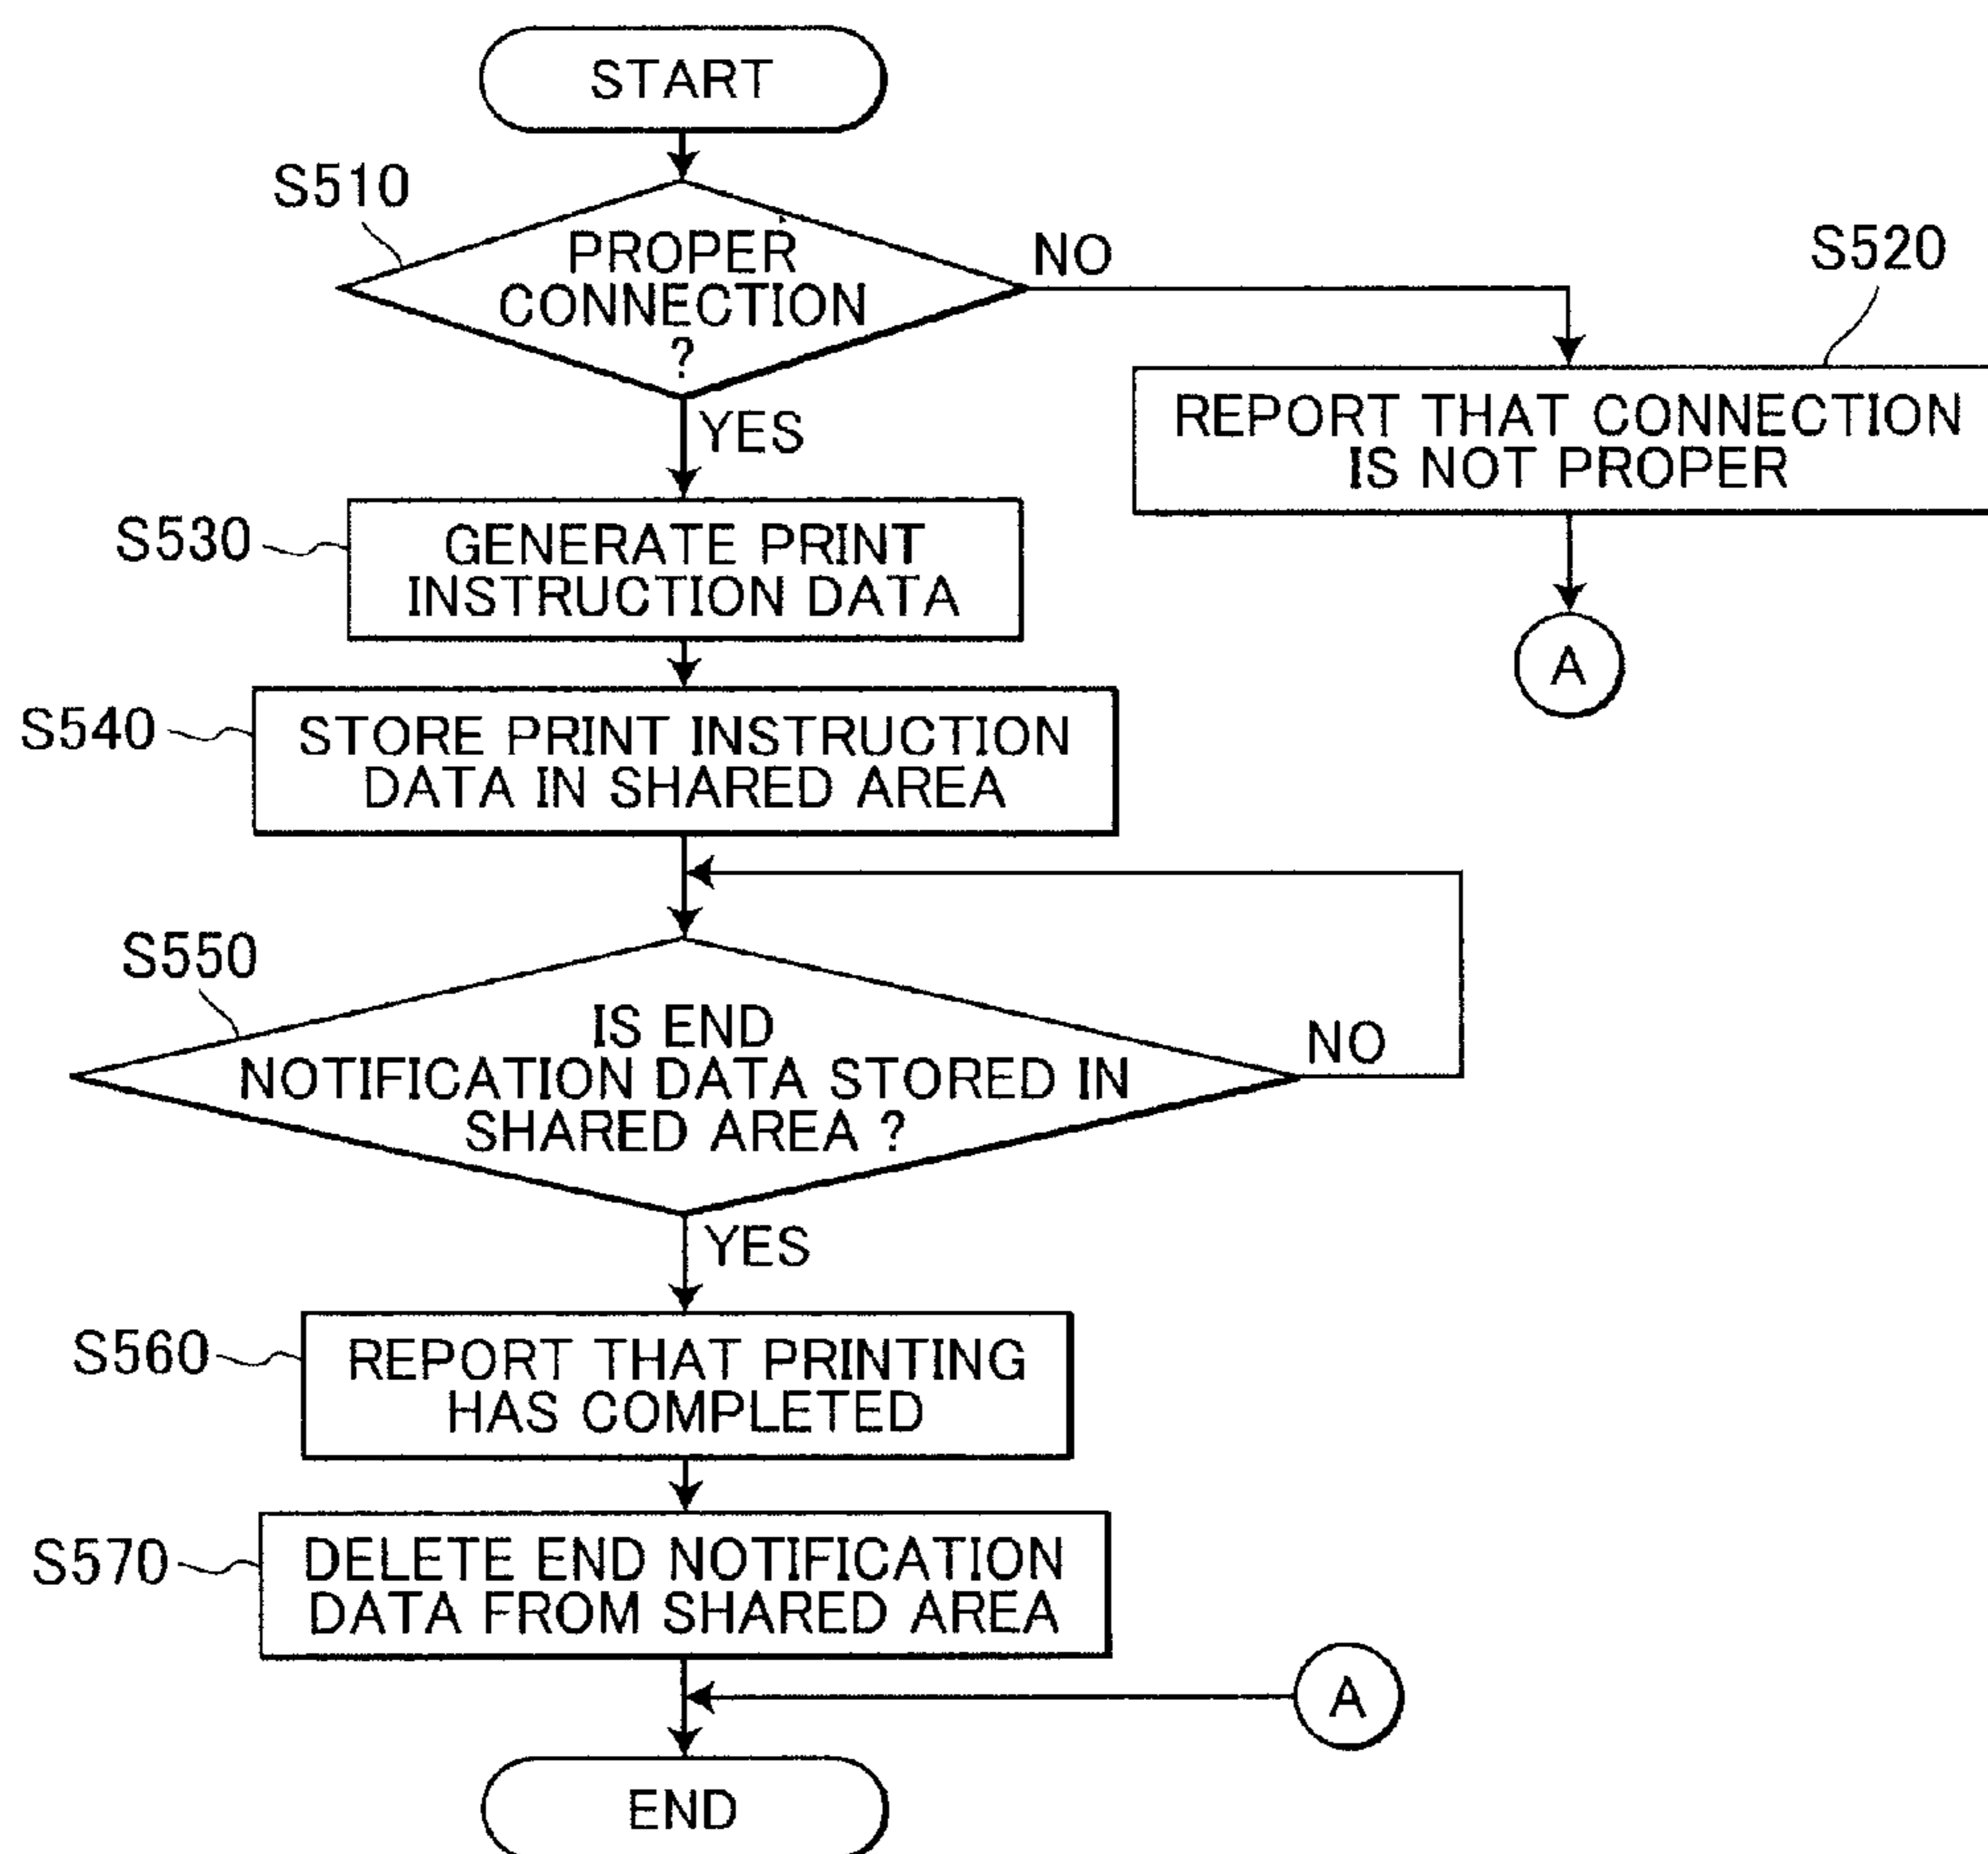 START
S510
PROPER
CONNECTION
?
NO
S520
REPORT THAT CONNECTION
IS NOT PROPER
A
YES
S530
GENERATE PRINT
INSTRUCTION DATA
S540
STORE PRINT INSTRUCTION
DATA IN SHARED AREA
S550
IS END
NOTIFICATION DATA STORED IN
SHARED AREA ?
NO
YES
S560
REPORT THAT PRINTING
HAS COMPLETED
S570
DELETE END NOTIFICATION
DATA FROM SHARED AREA
A
END